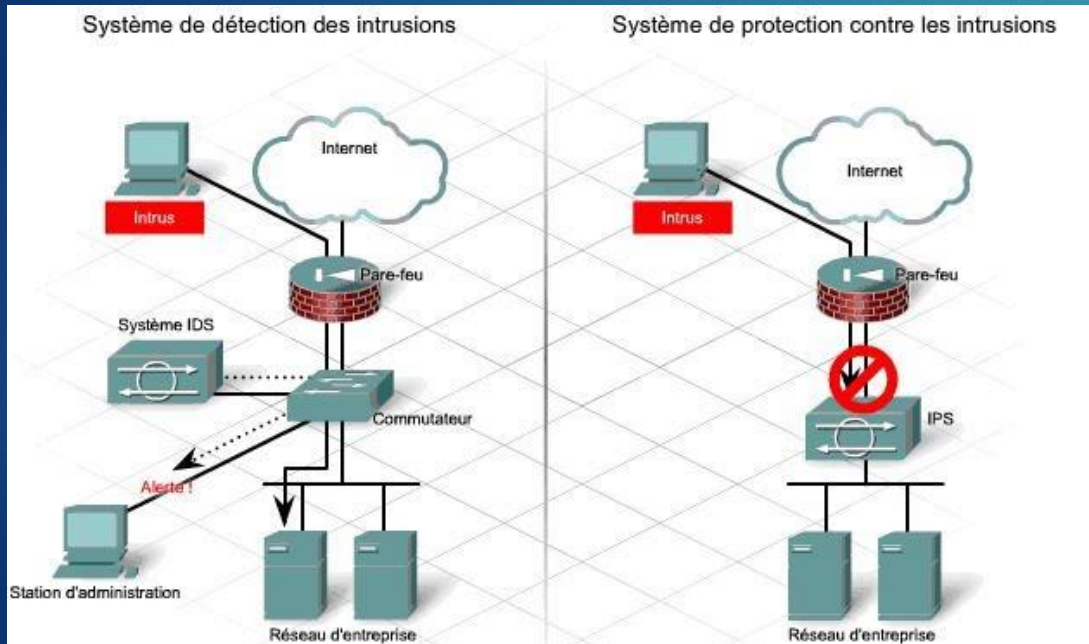 Système de détection des intrusions
Internet
Intrus
Pare-feu
Système IDS
Commutateur
Alerte !
Station d'administration
Réseau d'entreprise
Système de protection contre les intrusions
Internet
Intrus
Pare-feu
IPS
Réseau d'entreprise